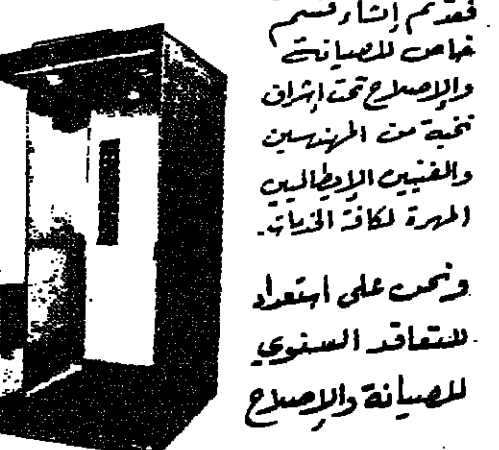 فقد تم إنشاء قسم
خاص للصيانة
والإصلاح تحت إشراف
نخبة من المهندسين
والفنيين الإيطاليين
المهرة لكافة الخدمات.
ونحن على استعداد
للتعاقد السنوي
للصيانة والإصلاح